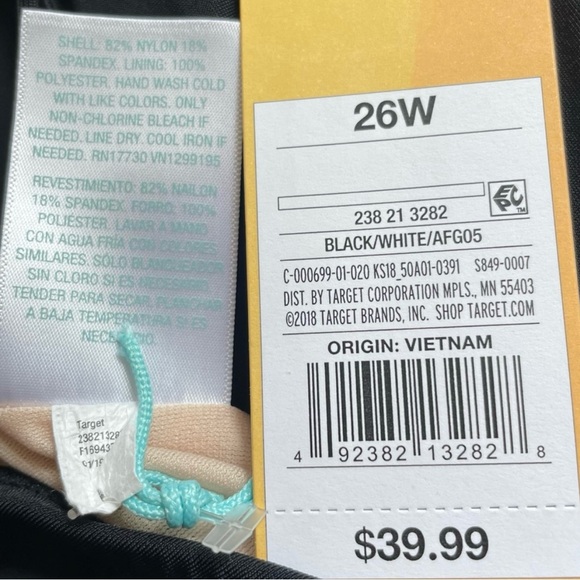 SHELL: 82% NYLON 18%
SPANDEX. LINING: 100%
POLYESTER. HAND WASH COLD
WITH LIKE COLORS. ONLY
NON-CHLORINE BLEACH IF
NEEDED. LINE DRY. COOL IRON IF
NEEDED. RN17730 VN1299195
REVESTIMIENTO: 82% NAILON
18% SPANDEX. FORRO: 100%
POLIÉSTER. LAVAR A MANO
CON AGUA FRÍA CON COLORES
SIMILARES. SÓLO BLANQUEADOR
SIN CLORO SI ES NECESARIO
TENDER PARA SECAR. PLANCHAR
A BAJA TEMPERATURA SI ES
Target
26W
EPC™
238 21 3282
BLACK/WHITE/AFG05
C-000699-01-020 KS18_50A01-0391 S849-0007
DIST. BY TARGET CORPORATION MPLS., MN 55403
©2018 TARGET BRANDS, INC. SHOP TARGET.COM
ORIGIN: VIETNAM
4 92382 13282 8
$39.99